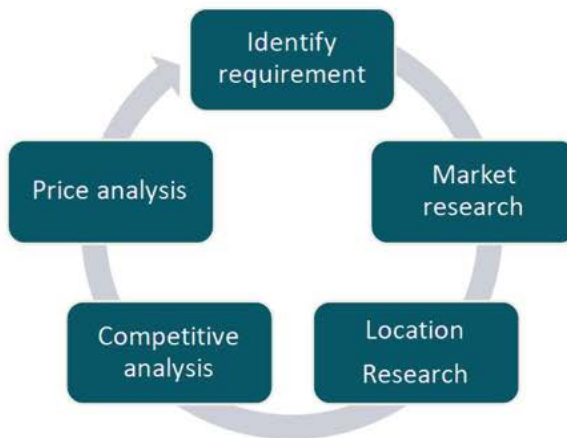 Identify
requirement
Market
research
Location
Research
Competitive
analysis
Price analysis